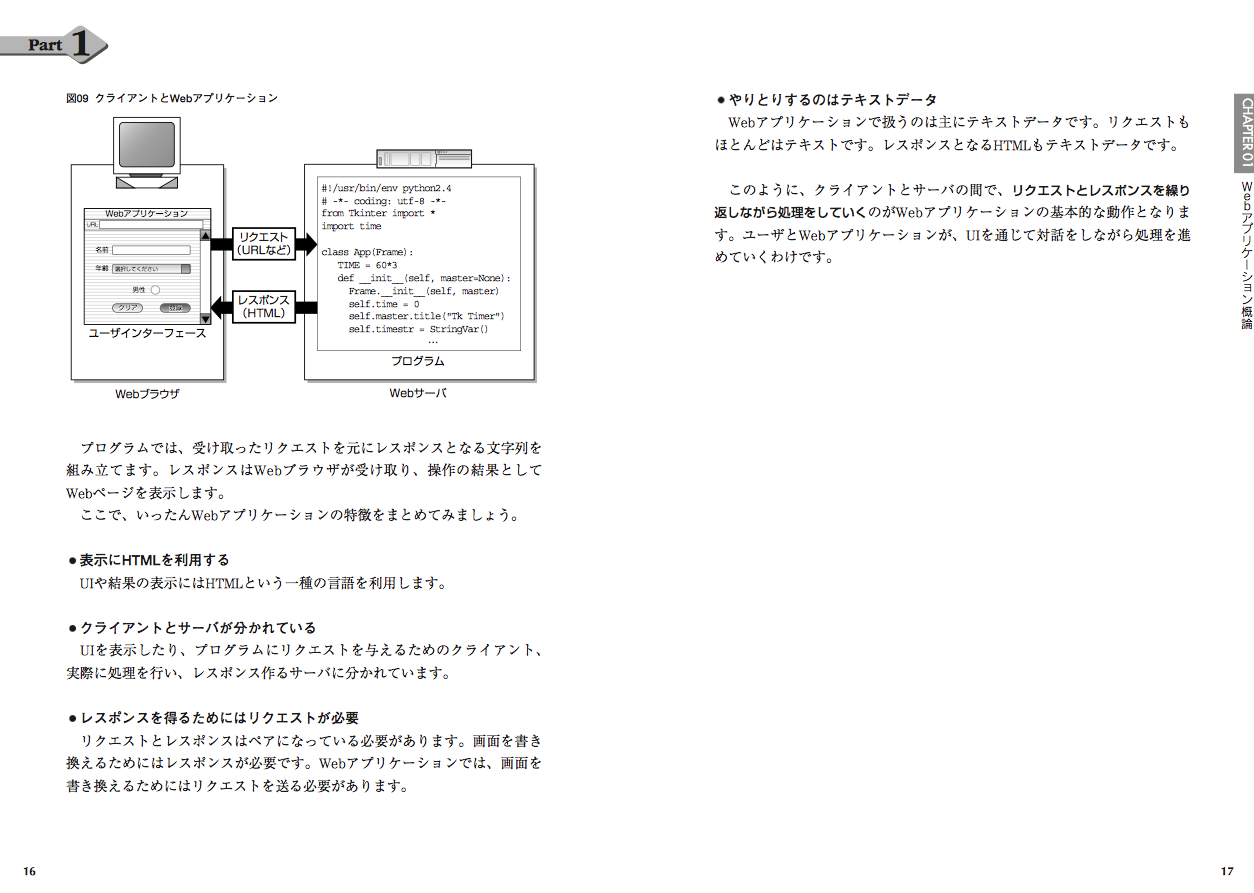 Part 1
図09 クライアントとWebアプリケーション
Webアプリケーション
URL
名前
年齢 選択してください
男性
クリア 登録
ユーザインターフェース
Webブラウザ
リクエスト
(URLなど)
レスポンス
(HTML)
#!/usr/bin/env python2.4
# -*- coding: utf-8 -*-
from Tkinter import *
import time
class App(Frame):
TIME = 60*3
def __init__(self, master=None):
Frame.__init__(self, master)
self.time = 0
self.master.title("Tk Timer")
self.timestr = StringVar()
…
プログラム
Webサーバ
プログラムでは、受け取ったリクエストを元にレスポンスとなる文字列を
組み立てます。レスポンスはWebブラウザが受け取り、操作の結果として
Webページを表示します。
ここで、いったんWebアプリケーションの特徴をまとめてみましょう。
●表示にHTMLを利用する
UIや結果の表示にはHTMLという一種の言語を利用します。
●クライアントとサーバが分かれている
UIを表示したり、プログラムにリクエストを与えるためのクライアント、
実際に処理を行い、レスポンス作るサーバに分かれています。
●レスポンスを得るためにはリクエストが必要
リクエストとレスポンスはペアになっている必要があります。画面を書き
換えるためにはレスポンスが必要です。Webアプリケーションでは、画面を
書き換えるためにはリクエストを送る必要があります。
16
●やりとりするのはテキストデータ
Webアプリケーションで扱うのは主にテキストデータです。リクエストも
ほとんどはテキストです。レスポンスとなるHTMLもテキストデータです。
このように、クライアントとサーバの間で、リクエストとレスポンスを繰り
返しながら処理をしていくのがWebアプリケーションの基本的な動作となりま
す。ユーザとWebアプリケーションが、UIを通じて対話をしながら処理を進
めていくわけです。
CHAPTER 01
Webアプリケーション概論
17